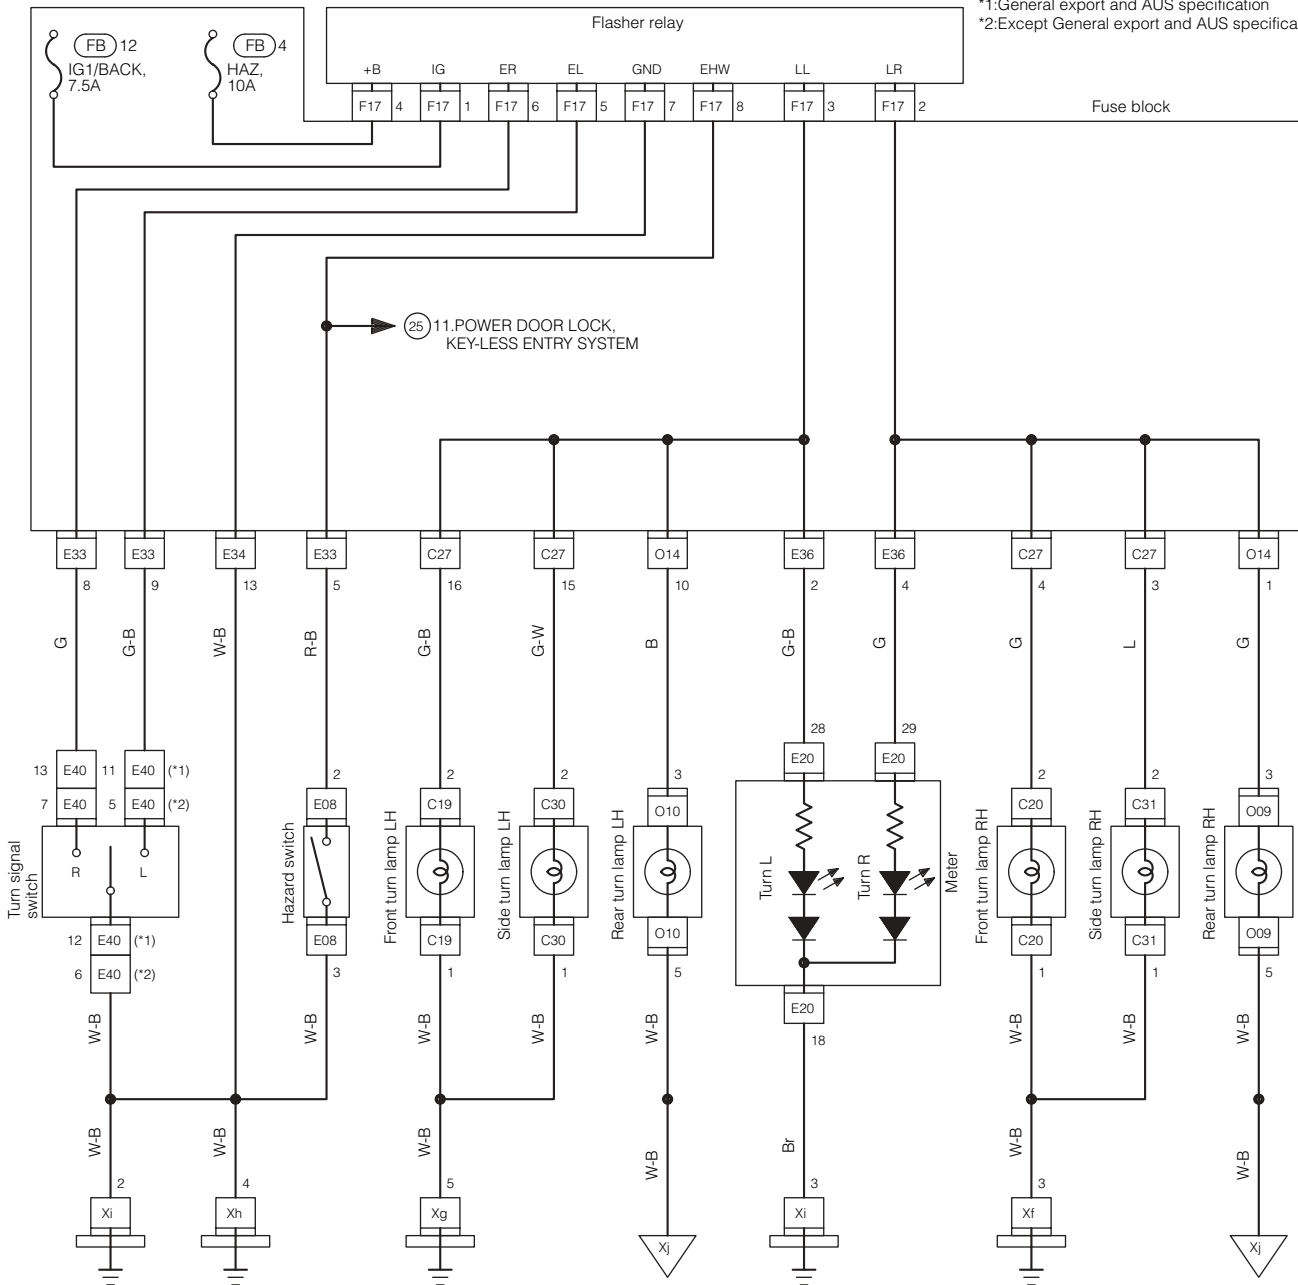 *1:General export and AUS specification
*2:Except General export and AUS specifica
Flasher relay
FB 12
IG1/BACK,
7.5A
FB 4
HAZ,
10A
+B IG ER EL GND EHW LL LR
F17 4 F17 1 F17 6 F17 5 F17 7 F17 8 F17 3 F17 2
Fuse block
25 11.POWER DOOR LOCK,
KEY-LESS ENTRY SYSTEM
E33 E33 E34 E33 C27 C27 O14 E36 E36 C27 C27 O14
8 9 13 5 16 15 10 2 4 4 3 1
G G-B W-B R-B G-B G-W B G-B G G L G
28 29
E20 E20
13 E40 11 E40 (*1)
2 2 2 3 2 2 3
7 E40 5 E40 (*2)
E08 C19 C30 O10 C20 C31 O09
Turn signal
switch
R L
Hazard switch
Front turn lamp LH
Side turn lamp LH
Rear turn lamp LH
Turn L
Turn R
Meter
Front turn lamp RH
Side turn lamp RH
Rear turn lamp RH
12 E40 (*1)
E08 C19 C30 O10 C20 C31 O09
6 E40 (*2)
3 1 1 5 1 1 5
E20
18
W-B W-B W-B W-B W-B W-B W-B W-B
W-B W-B W-B W-B Br W-B W-B
2 4 5 3 3
Xi Xh Xg Xj Xi Xf Xj